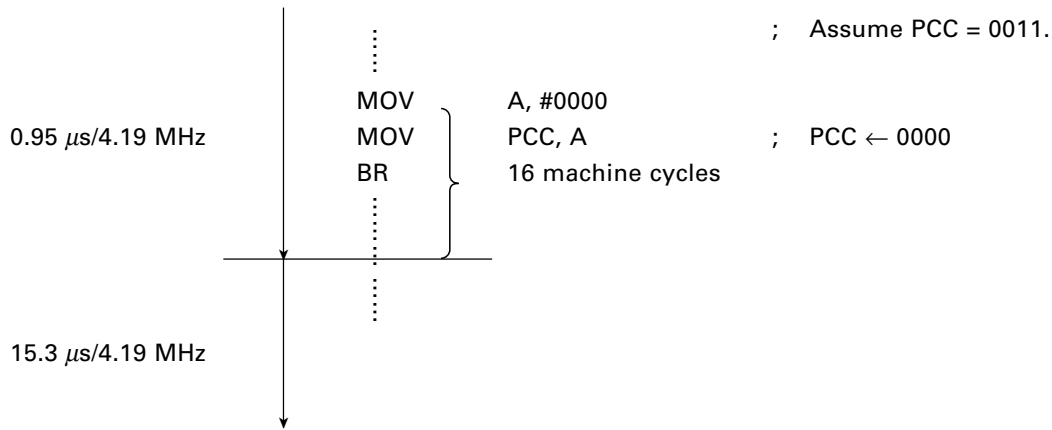 ; Assume PCC = 0011.
MOV A, #0000
0.95 μs/4.19 MHz MOV PCC, A ; PCC ← 0000
BR 16 machine cycles
15.3 μs/4.19 MHz